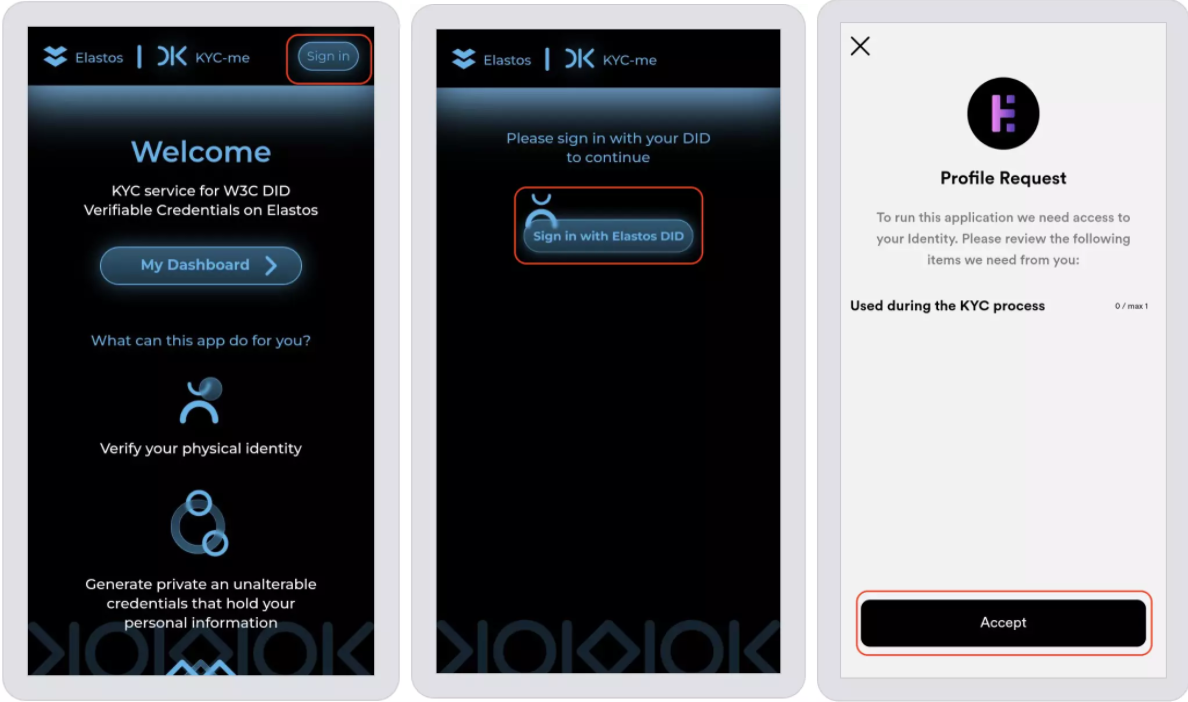 Elastos | KYC-me Sign in
Welcome
KYC service for W3C DID
Verifiable Credentials on Elastos
My Dashboard
What can this app do for you?
Verify your physical identity
Generate private an unalterable
credentials that hold your
personal information
Elastos | KYC-me
Please sign in with your DID
to continue
Sign in with Elastos DID
Profile Request
To run this application we need access to
your Identity. Please review the following
items we need from you:
Used during the KYC process 0 / max 1
Accept